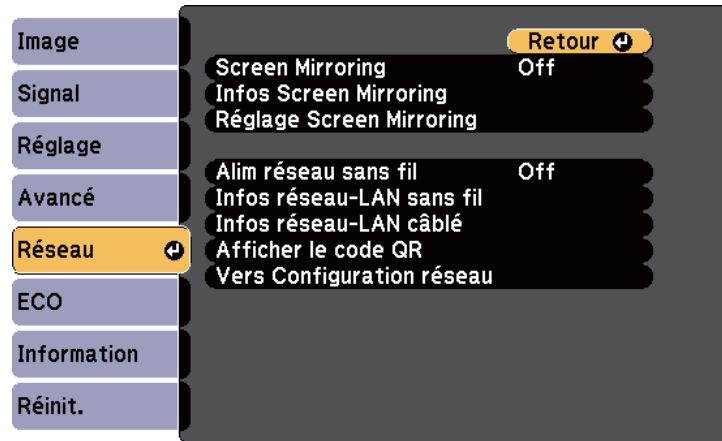 Image
Signal
Réglage
Avancé
Réseau
ECO
Information
Réinit.
Retour
Screen Mirroring Off
Infos Screen Mirroring
Réglage Screen Mirroring
Alim réseau sans fil Off
Infos réseau-LAN sans fil
Infos réseau-LAN câblé
Afficher le code QR
Vers Configuration réseau